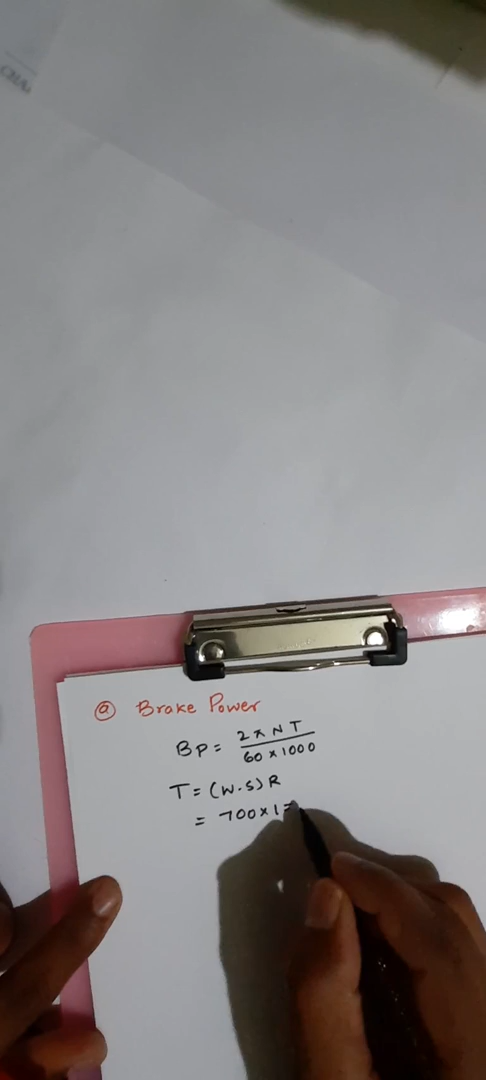 ⓐ Brake Power
BP = 2πNT / 60×1000
T = (W-S)R
= 700×1=